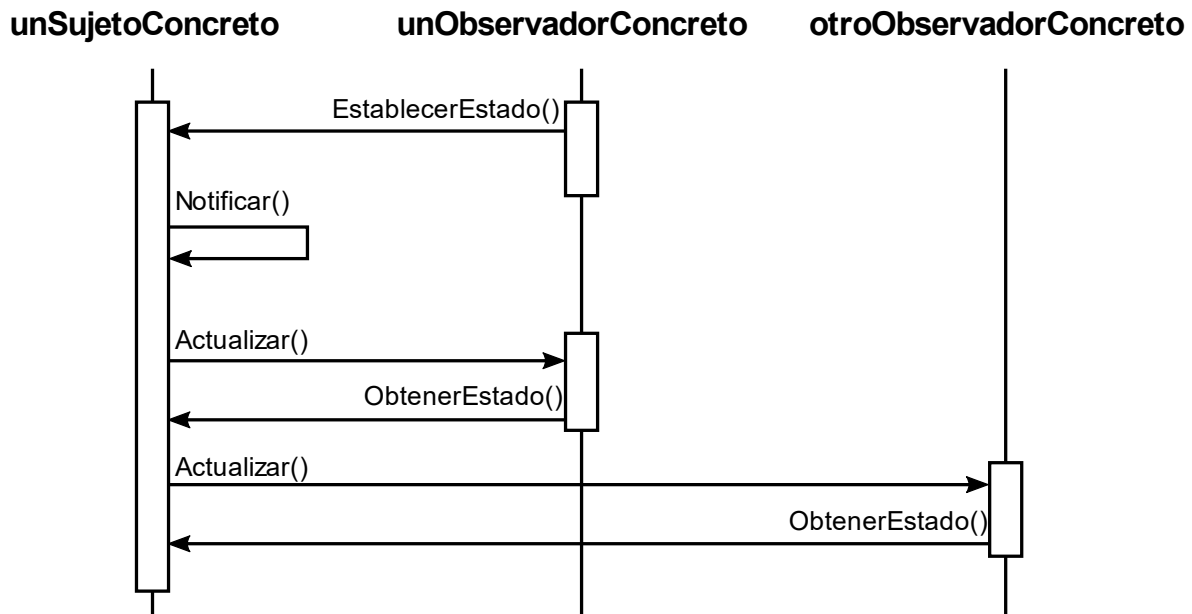 unSujetoConcreto unObservadorConcreto otroObservadorConcreto
EstablecerEstado()
Notificar()
Actualizar()
ObtenerEstado()
Actualizar()
ObtenerEstado()